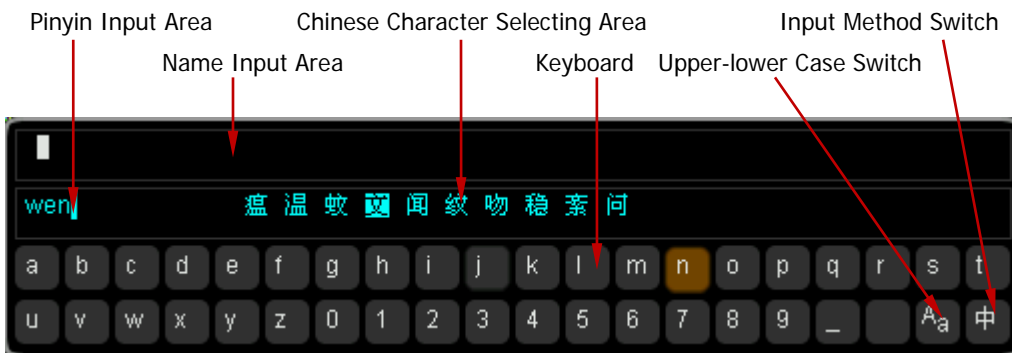 Pinyin Input Area Chinese Character Selecting Area Input Method Switch
Name Input Area Keyboard Upper-lower Case Switch
wen 瘟 温 蚊 文 闻 纹 吻 稳 紊 问
a b c d e f g h i j k l m n o p q r s t
u v w x y z 0 1 2 3 4 5 6 7 8 9 _ Aa 中